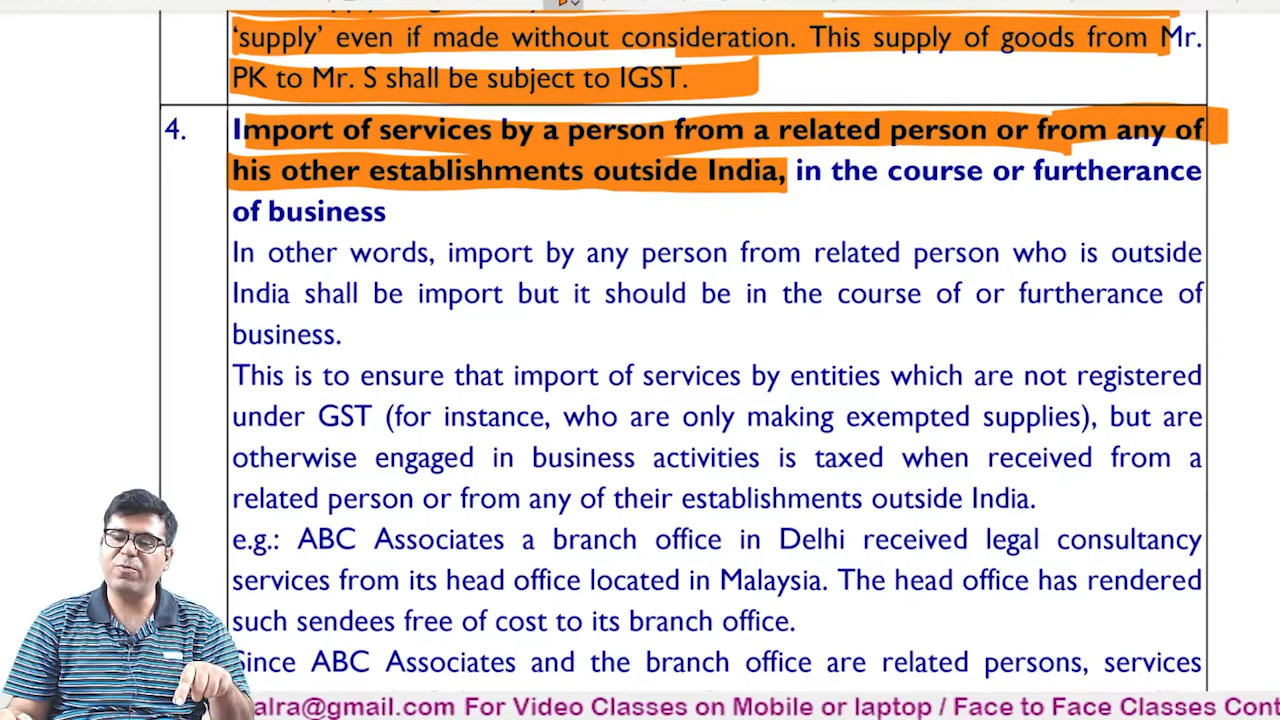 'supply' even if made without consideration. This supply of goods from Mr.
PK to Mr. S shall be subject to IGST.
4. Import of services by a person from a related person or from any of
his other establishments outside India, in the course or furtherance
of business
In other words, import by any person from related person who is outside
India shall be import but it should be in the course of or furtherance of
business.
This is to ensure that import of services by entities which are not registered
under GST (for instance, who are only making exempted supplies), but are
otherwise engaged in business activities is taxed when received from a
related person or from any of their establishments outside India.
e.g.: ABC Associates a branch office in Delhi received legal consultancy
services from its head office located in Malaysia. The head office has rendered
such sendees free of cost to its branch office.
Since ABC Associates and the branch office are related persons, services
alra@gmail.com For Video Classes on Mobile or laptop / Face to Face Classes Cont